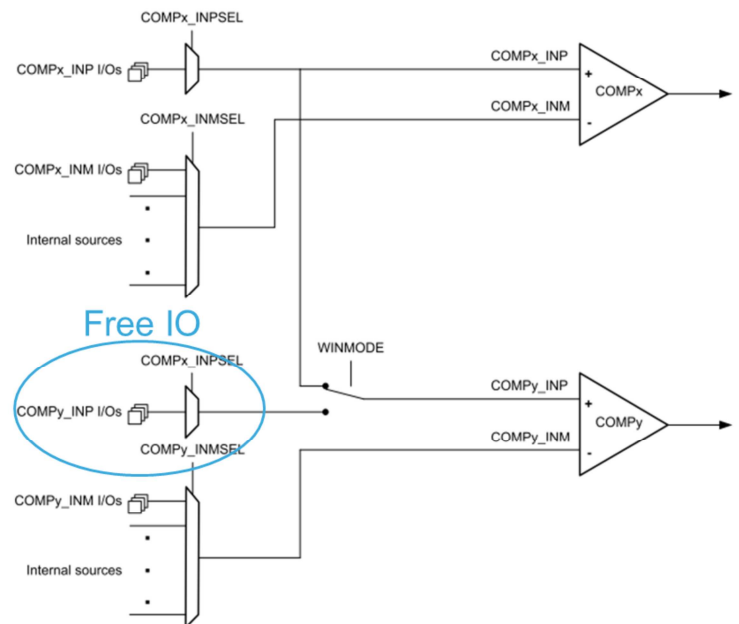 COMPx_INPSEL
COMPx_INP I/Os
COMPx_INP
+
COMPx
COMPx_INM
-
COMPx_INMSEL
COMPx_INM I/Os
Internal sources
Free IO
WINMODE
COMPx_INPSEL
COMPy_INP I/Os
COMPy_INP
+
COMPy
COMPy_INM
-
COMPy_INMSEL
COMPy_INM I/Os
Internal sources